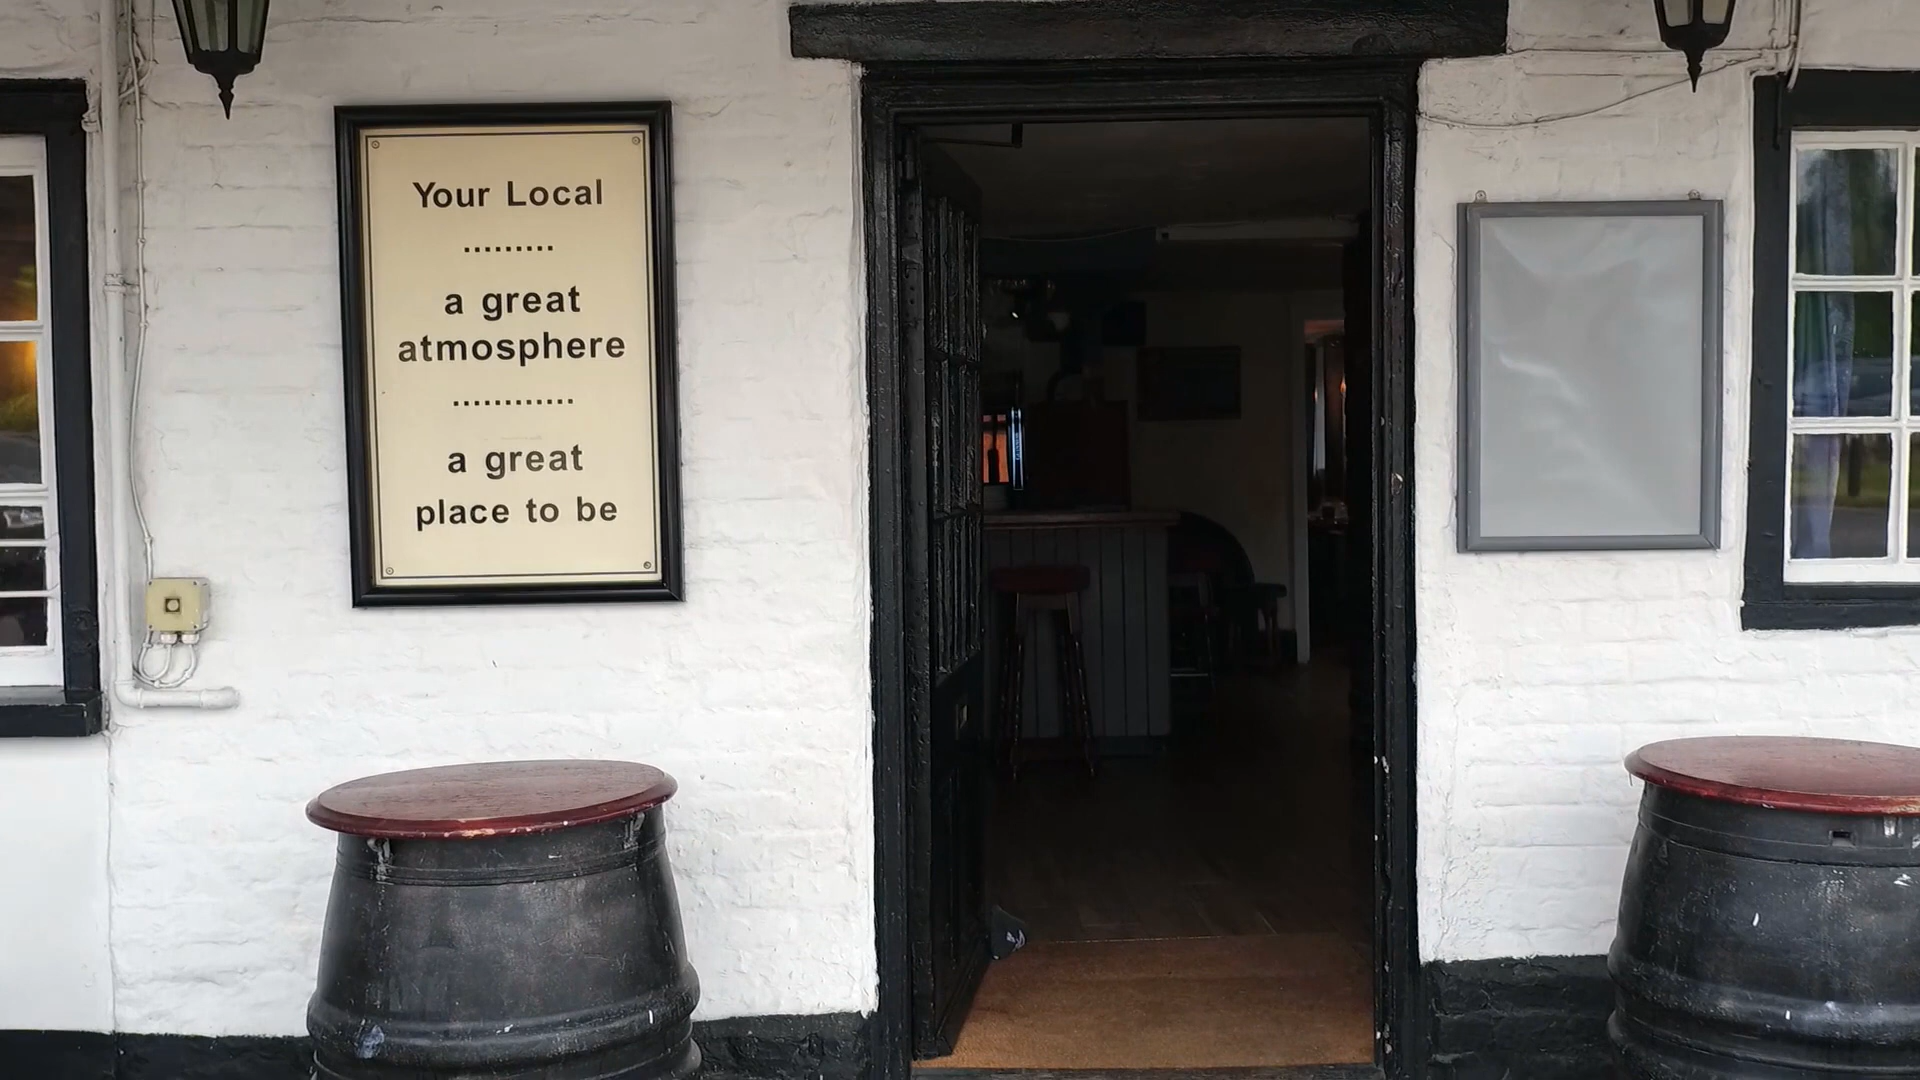 Your Local
.........
a great
atmosphere
............
a great
place to be